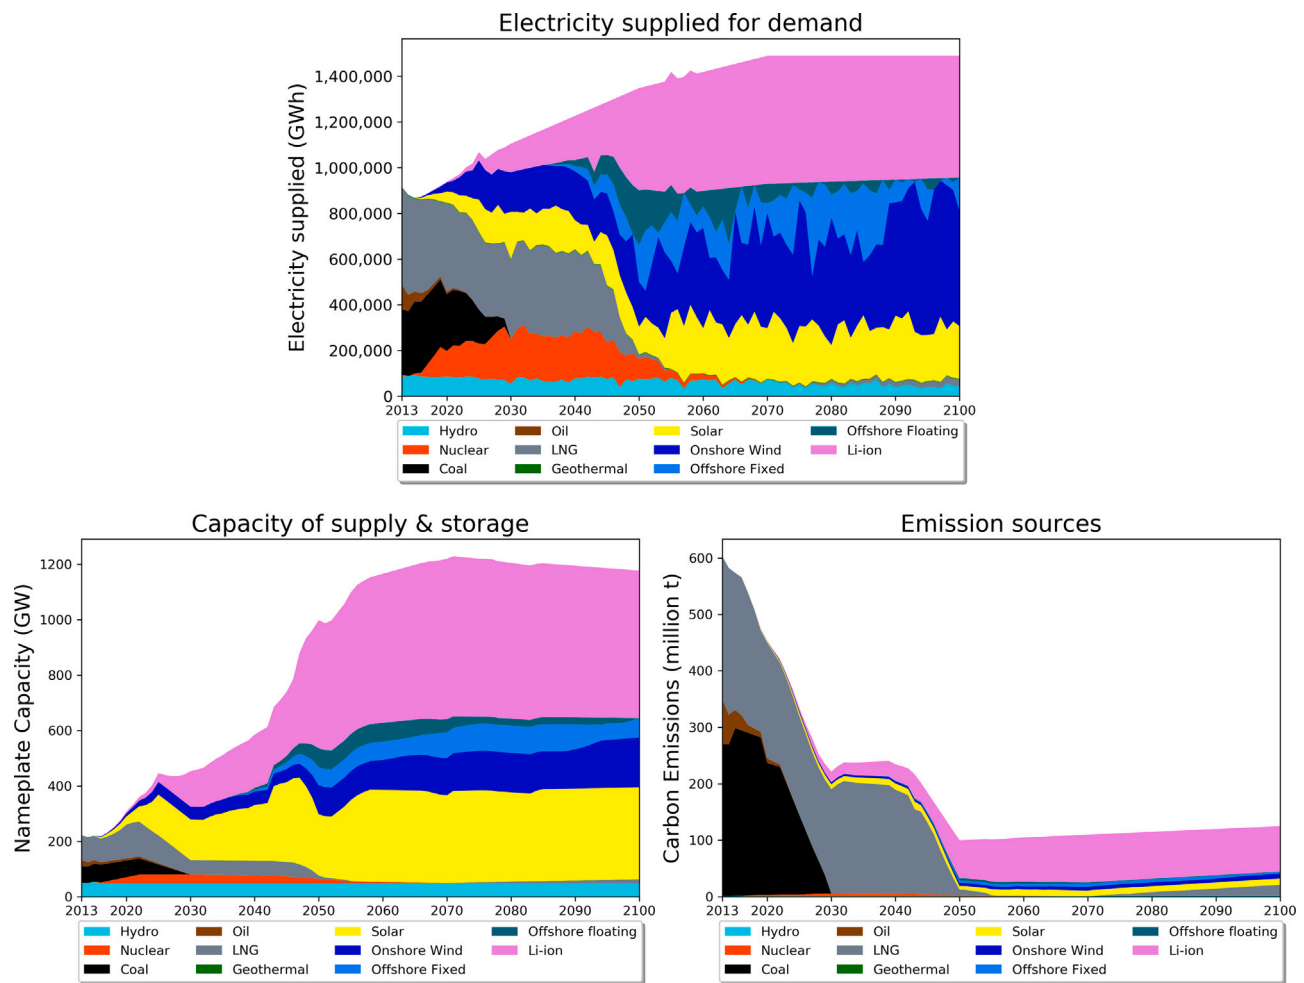 Electricity supplied for demand
Electricity supplied (GWh)
1,400,000
1,200,000
1,000,000
800,000
600,000
400,000
200,000
0
2013 2020 2030 2040 2050 2060 2070 2080 2090 2100
Hydro Oil Solar Offshore Floating
Nuclear LNG Onshore Wind Li-ion
Coal Geothermal Offshore Fixed
Capacity of supply & storage
Nameplate Capacity (GW)
1200
1000
800
600
400
200
0
2013 2020 2030 2040 2050 2060 2070 2080 2090 2100
Hydro Oil Solar Offshore floating
Nuclear LNG Onshore Wind Li-ion
Coal Geothermal Offshore Fixed
Emission sources
Carbon Emissions (million t)
600
500
400
300
200
100
0
2013 2020 2030 2040 2050 2060 2070 2080 2090 2100
Hydro Oil Solar Offshore floating
Nuclear LNG Onshore Wind Li-ion
Coal Geothermal Offshore Fixed